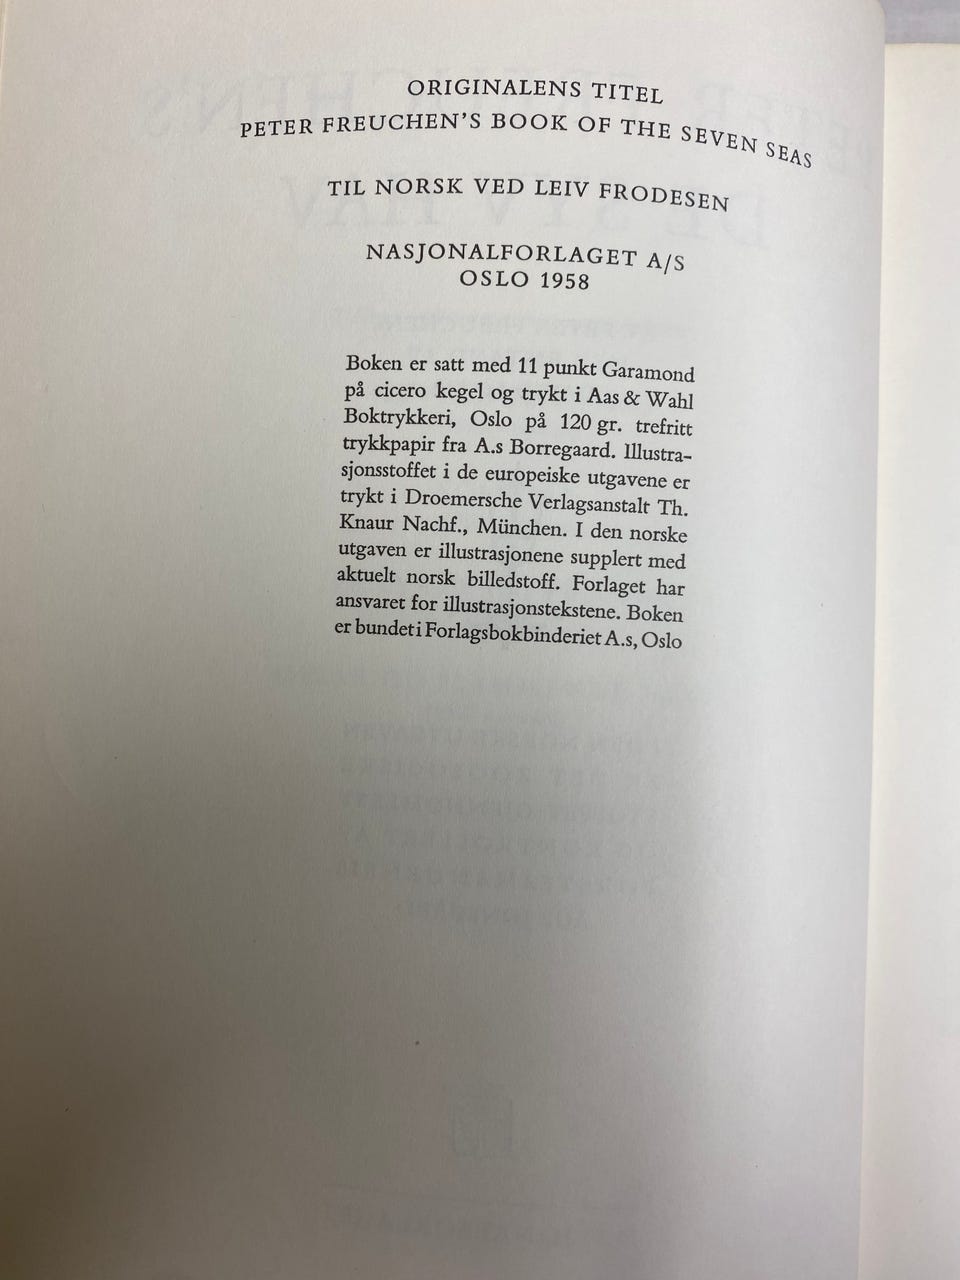 ORIGINALENS TITEL
PETER FREUCHEN'S BOOK OF THE SEVEN SEAS
TIL NORSK VED LEIV FRODESEN
NASJONALFORLAGET A/S
OSLO 1958
Boken er satt med 11 punkt Garamond
på cicero kegel og trykt i Aas & Wahl
Boktrykkeri, Oslo på 120 gr. trefritt
trykkpapir fra A.s Borregaard. Illustra-
sjonsstoffet i de europeiske utgavene er
trykt i Droemersche Verlagsanstalt Th.
Knaur Nachf., München. I den norske
utgaven er illustrasjonene supplert med
aktuelt norsk billedstoff. Forlaget har
ansvaret for illustrasjonstekstene. Boken
er bundet i Forlagsbokbinderiet A.s, Oslo